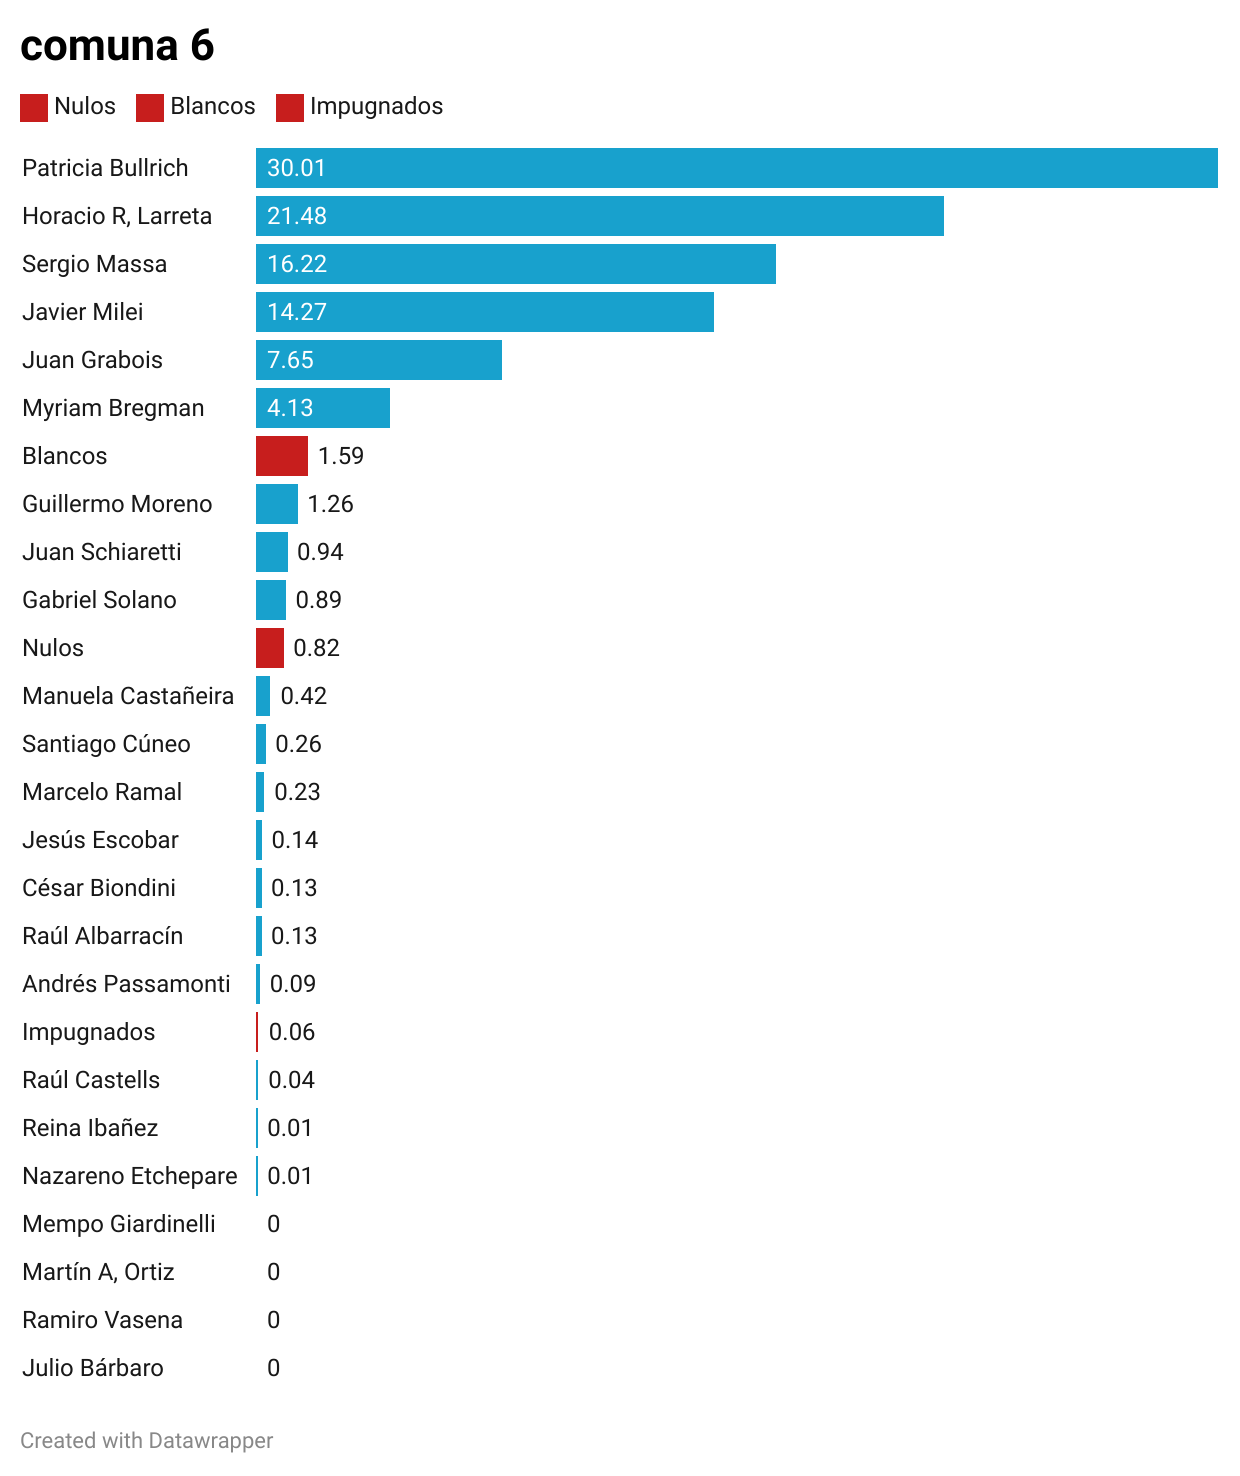 comuna 6
Nulos Blancos Impugnados
Patricia Bullrich 30.01
Horacio R, Larreta 21.48
Sergio Massa 16.22
Javier Milei 14.27
Juan Grabois 7.65
Myriam Bregman 4.13
Blancos 1.59
Guillermo Moreno 1.26
Juan Schiaretti 0.94
Gabriel Solano 0.89
Nulos 0.82
Manuela Castañeira 0.42
Santiago Cúneo 0.26
Marcelo Ramal 0.23
Jesús Escobar 0.14
César Biondini 0.13
Raúl Albarracín 0.13
Andrés Passamonti 0.09
Impugnados 0.06
Raúl Castells 0.04
Reina Ibañez 0.01
Nazareno Etchepare 0.01
Mempo Giardinelli 0
Martín A, Ortiz 0
Ramiro Vasena 0
Julio Bárbaro 0
Created with Datawrapper